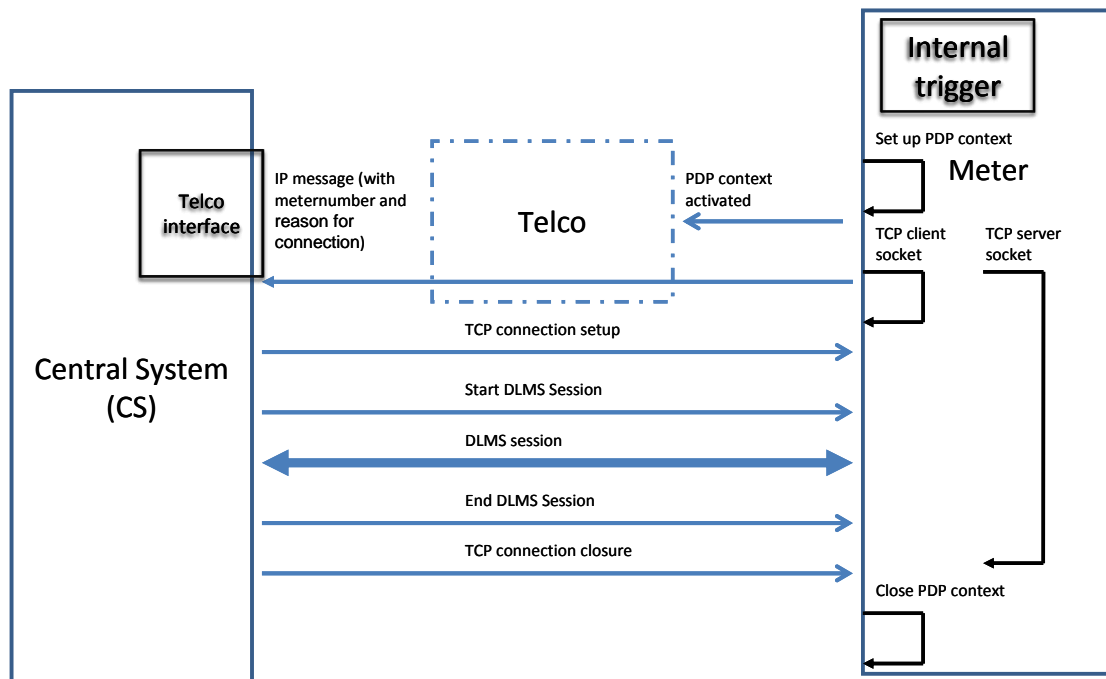 Internal
trigger
Set up PDP context
Meter
Telco
interface
IP message (with
meternumber and
reason for
connection)
Telco
PDP context
activated
TCP client
socket
TCP server
socket
TCP connection setup
Central System
(CS)
Start DLMS Session
DLMS session
End DLMS Session
TCP connection closure
Close PDP context